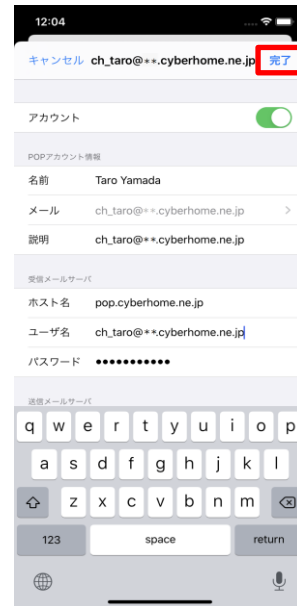 12:04
キャンセル ch_taro@**.cyberhome.ne.jp 完了
アカウント
POPアカウント情報
名前 Taro Yamada
メール ch_taro@**.cyberhome.ne.jp
説明 ch_taro@**.cyberhome.ne.jp
受信メールサーバ
ホスト名 pop.cyberhome.ne.jp
ユーザ名 ch_taro@**.cyberhome.ne.jp
パスワード ●●●●●●●●●●●
送信メールサーバ
q w e r t y u i o p
a s d f g h j k l
z x c v b n m
123 space return